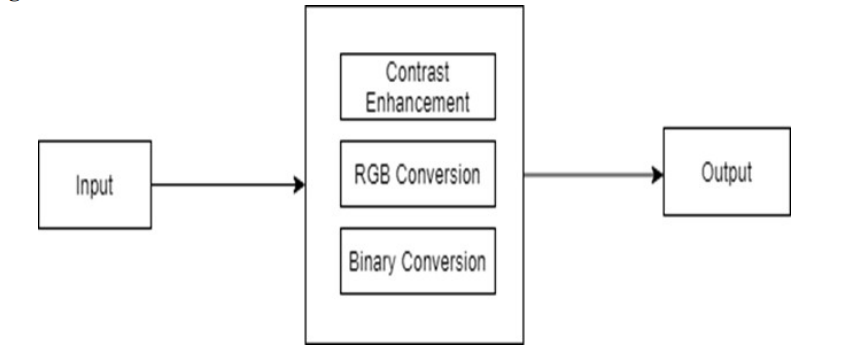 Contrast
Enhancement
Input
RGB Conversion
Output
Binary Conversion